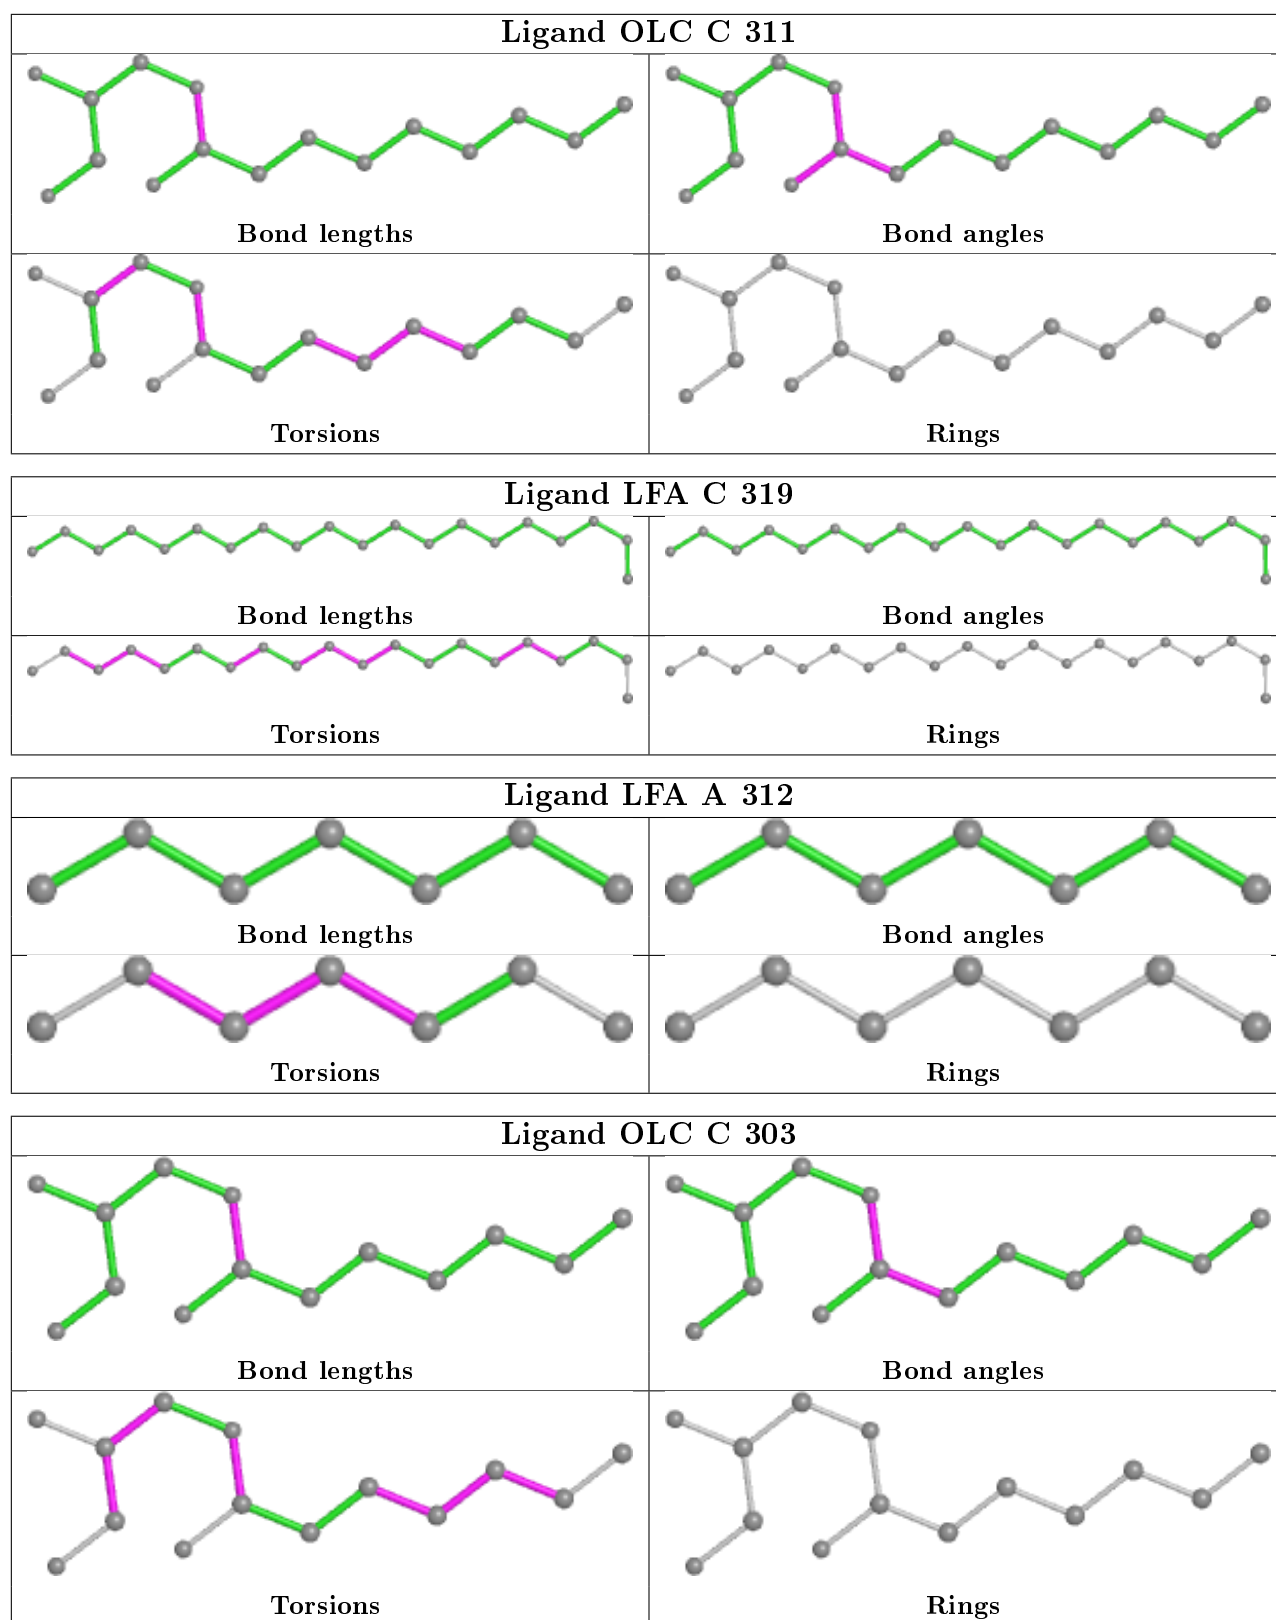 Ligand OLC C 311
Bond lengths
Bond angles
Torsions
Rings
Ligand LFA C 319
Bond lengths
Bond angles
Torsions
Rings
Ligand LFA A 312
Bond lengths
Bond angles
Torsions
Rings
Ligand OLC C 303
Bond lengths
Bond angles
Torsions
Rings